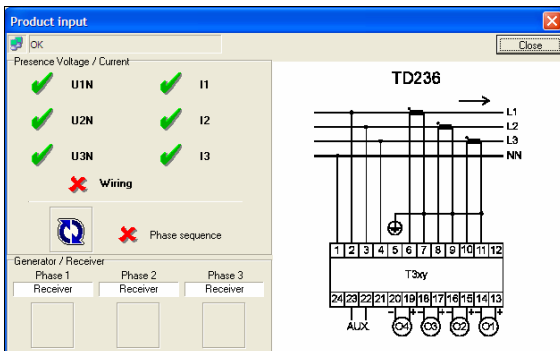 Product input
OK
Close
Presence Voltage / Current
U1N I1
U2N I2
U3N I3
Wiring
Phase sequence
Generator / Receiver
Phase 1 Phase 2 Phase 3
Receiver Receiver Receiver
TD236
L1
L2
L3
NN
1 2 3 4 5 6 7 8 9 10 11 12
T3xy
24 23 22 21 20 19 18 17 16 15 14 13
AUX. - + - + - + - +
O4 O3 O2 O1